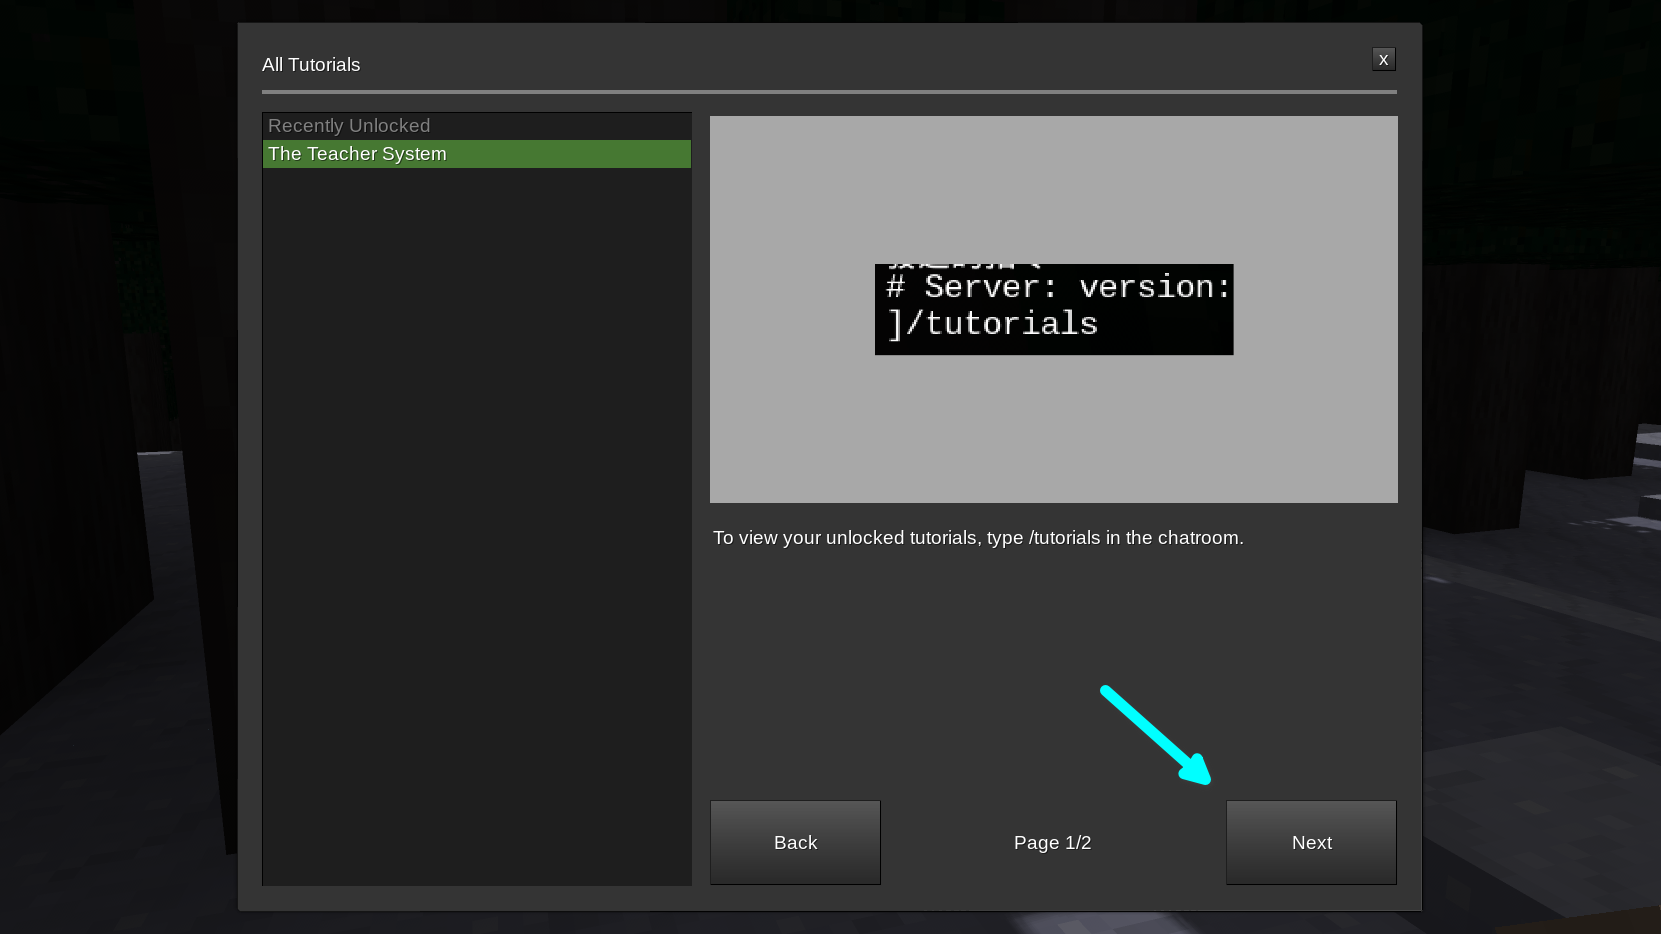 All Tutorials
x
Recently Unlocked
The Teacher System
# Server: version:
]/tutorials
To view your unlocked tutorials, type /tutorials in the chatroom.
Back
Page 1/2
Next